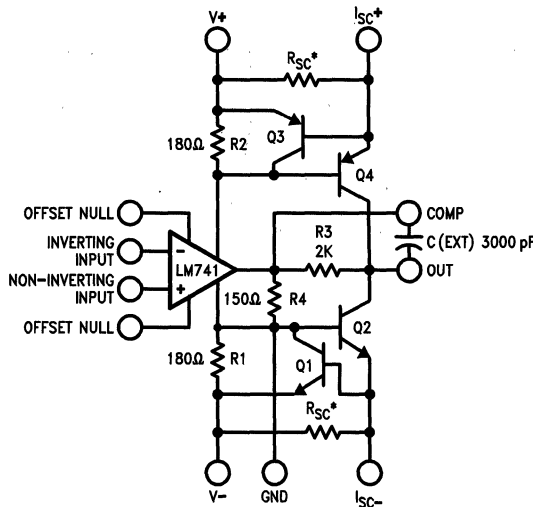 V+
ISC+
RSC*
Q3
180Ω
R2
Q4
OFFSET NULL
COMP
R3
2K
C (EXT) 3000 pF
INVERTING
INPUT
−
LM741
NON-INVERTING
INPUT
+
OUT
150Ω
R4
OFFSET NULL
Q2
180Ω
R1
Q1
RSC*
V−
GND
ISC−